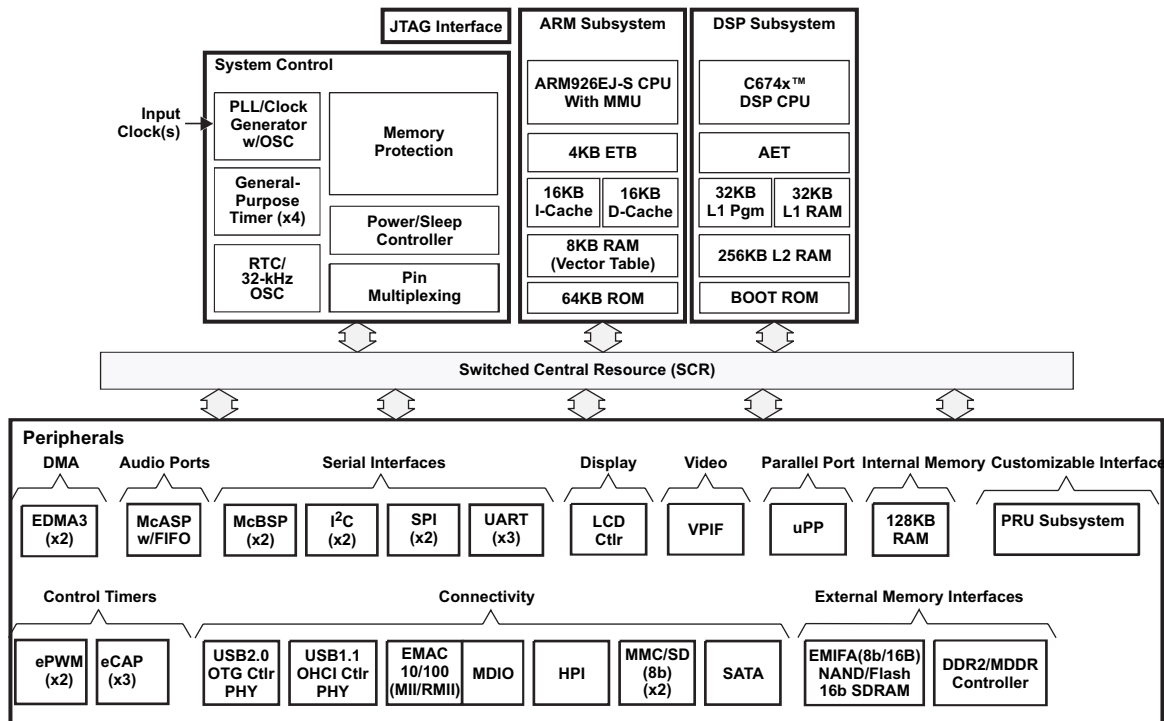 JTAG Interface
ARM Subsystem
DSP Subsystem
System Control
Input
Clock(s)
PLL/Clock
Generator
w/OSC
General-
Purpose
Timer (x4)
RTC/
32-kHz
OSC
Memory
Protection
Power/Sleep
Controller
Pin
Multiplexing
ARM926EJ-S CPU
With MMU
4KB ETB
16KB
I-Cache
16KB
D-Cache
8KB RAM
(Vector Table)
64KB ROM
C674x™
DSP CPU
AET
32KB
L1 Pgm
32KB
L1 RAM
256KB L2 RAM
BOOT ROM
Switched Central Resource (SCR)
Peripherals
DMA
Audio Ports
Serial Interfaces
Display
Video
Parallel Port
Internal Memory
Customizable Interface
EDMA3
(x2)
McASP
w/FIFO
McBSP
(x2)
I²C
(x2)
SPI
(x2)
UART
(x3)
LCD
Ctlr
VPIF
uPP
128KB
RAM
PRU Subsystem
Control Timers
Connectivity
External Memory Interfaces
ePWM
(x2)
eCAP
(x3)
USB2.0
OTG Ctlr
PHY
USB1.1
OHCI Ctlr
PHY
EMAC
10/100
(MII/RMII)
MDIO
HPI
MMC/SD
(8b)
(x2)
SATA
EMIFA(8b/16B)
NAND/Flash
16b SDRAM
DDR2/MDDR
Controller